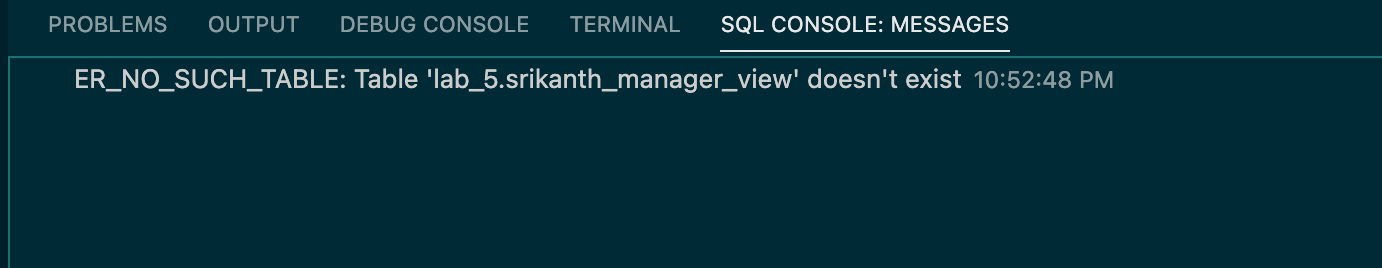 PROBLEMS OUTPUT DEBUG CONSOLE TERMINAL SQL CONSOLE: MESSAGES
ER_NO_SUCH_TABLE: Table 'lab_5.srikanth_manager_view' doesn't exist 10:52:48 PM